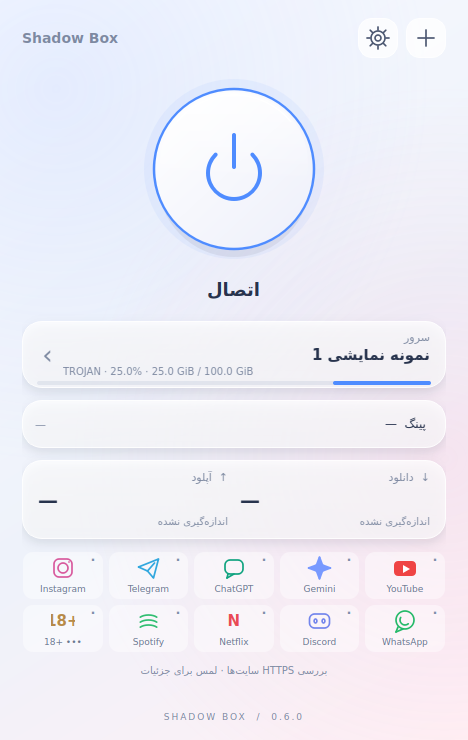 Shadow Box
اتصال
سرور
نمونه نمایشی 1
TROJAN · 25.0% · 25.0 GiB / 100.0 GiB
پینگ —
—
↓ دانلود
—
اندازه‌گیری نشده
↑ آپلود
—
اندازه‌گیری نشده
Instagram
Telegram
ChatGPT
Gemini
YouTube
18+
18+ •••
Spotify
N
Netflix
Discord
WhatsApp
بررسی HTTPS سایت‌ها · لمس برای جزئیات
SHADOW BOX / 0.6.0